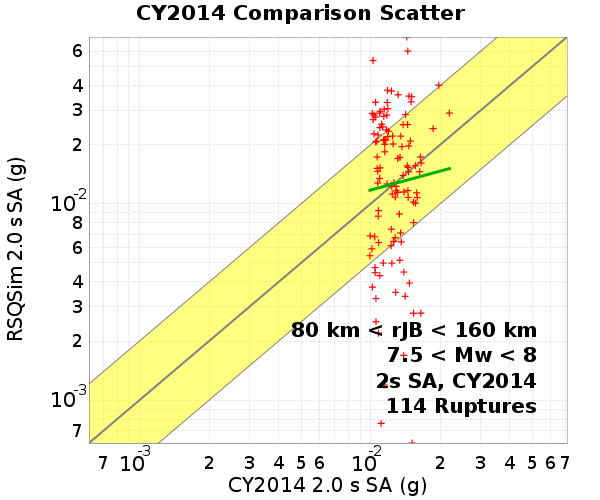 CY2014 Comparison Scatter
6
4
3
2
10-2
8
6
4
3
2
10-3
7
RSQSim 2.0 s SA (g)
80 km < rJB < 160 km
7.5 < Mw < 8
2s SA, CY2014
114 Ruptures
7 10-3 2 3 4 5 6 10-2 2 3 4 5 6 7
CY2014 2.0 s SA (g)